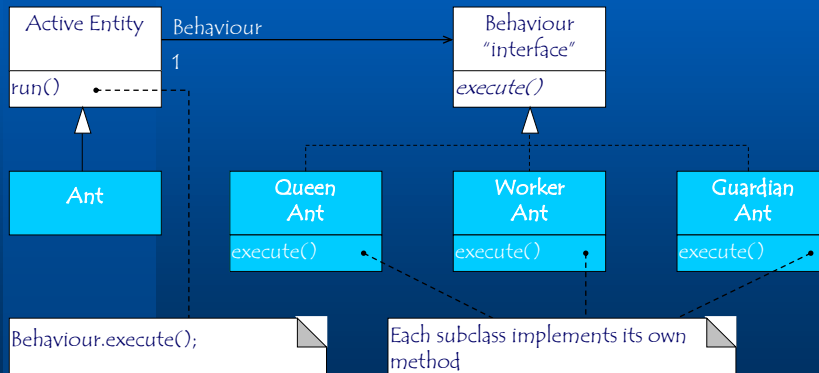 Active Entity
run()
Behaviour
1
Behaviour
"interface"
execute()
Ant
Queen
Ant
execute()
Worker
Ant
execute()
Guardian
Ant
execute()
Behaviour.execute();
Each subclass implements its own
method